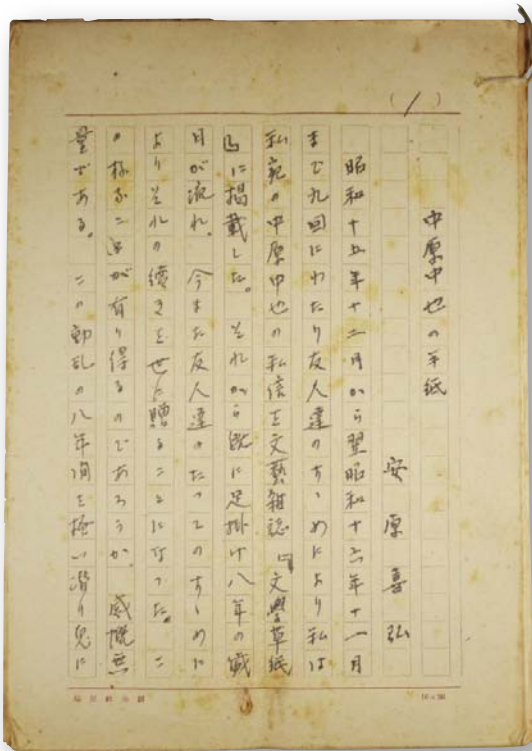 (1)
中原中也の手紙
安原喜弘
昭和十五年十二月から翌昭和十六年十一月
まで九回にわたり友人達のすゝめにより私は
私宛の中原中也の私信を文藝雑誌『文學草紙
』に掲載した。それから既に足掛け八年の歳
月が流れ、今また友人達のたってのすゝめに
より それの續きを世に贈ることになった。こ
の様なことが有り得るのであろうか。感慨無
量である。この動乱の八年間を掻い潜り兎に